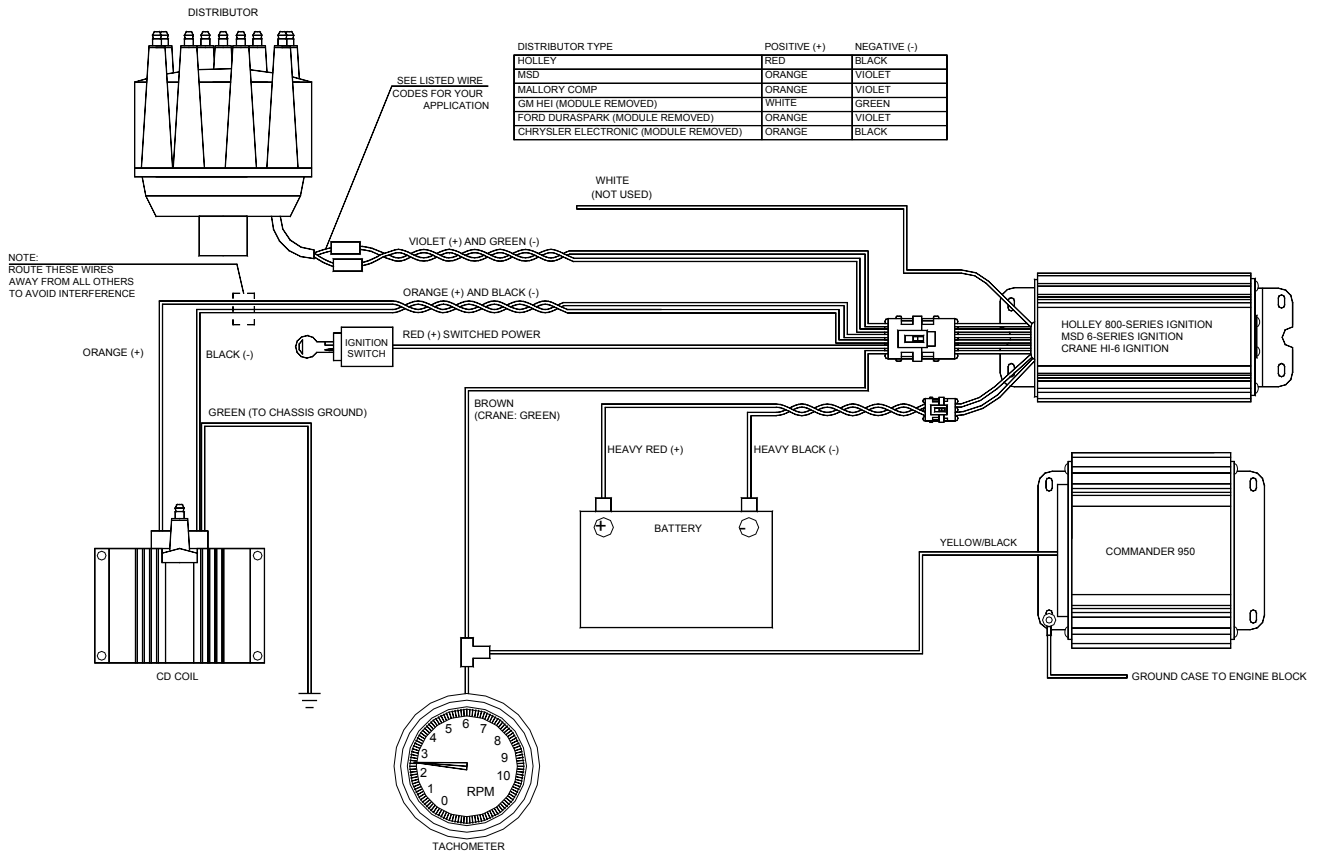 DISTRIBUTOR
DISTRIBUTOR TYPE POSITIVE (+) NEGATIVE (-)
HOLLEY RED BLACK
MSD ORANGE VIOLET
MALLORY COMP ORANGE VIOLET
GM HEI (MODULE REMOVED) WHITE GREEN
FORD DURASPARK (MODULE REMOVED) ORANGE VIOLET
CHRYSLER ELECTRONIC (MODULE REMOVED) ORANGE BLACK
SEE LISTED WIRE
CODES FOR YOUR
APPLICATION
WHITE
(NOT USED)
VIOLET (+) AND GREEN (-)
NOTE:
ROUTE THESE WIRES
AWAY FROM ALL OTHERS
TO AVOID INTERFERENCE
ORANGE (+) AND BLACK (-)
RED (+) SWITCHED POWER
IGNITION
SWITCH
HOLLEY 800-SERIES IGNITION
MSD 6-SERIES IGNITION
CRANE HI-6 IGNITION
ORANGE (+)
BLACK (-)
GREEN (TO CHASSIS GROUND)
BROWN
(CRANE: GREEN)
HEAVY RED (+)
HEAVY BLACK (-)
+
BATTERY
-
YELLOW/BLACK
COMMANDER 950
CD COIL
GROUND CASE TO ENGINE BLOCK
0
1
2
3
4
5
6
7
8
9
10
RPM
TACHOMETER